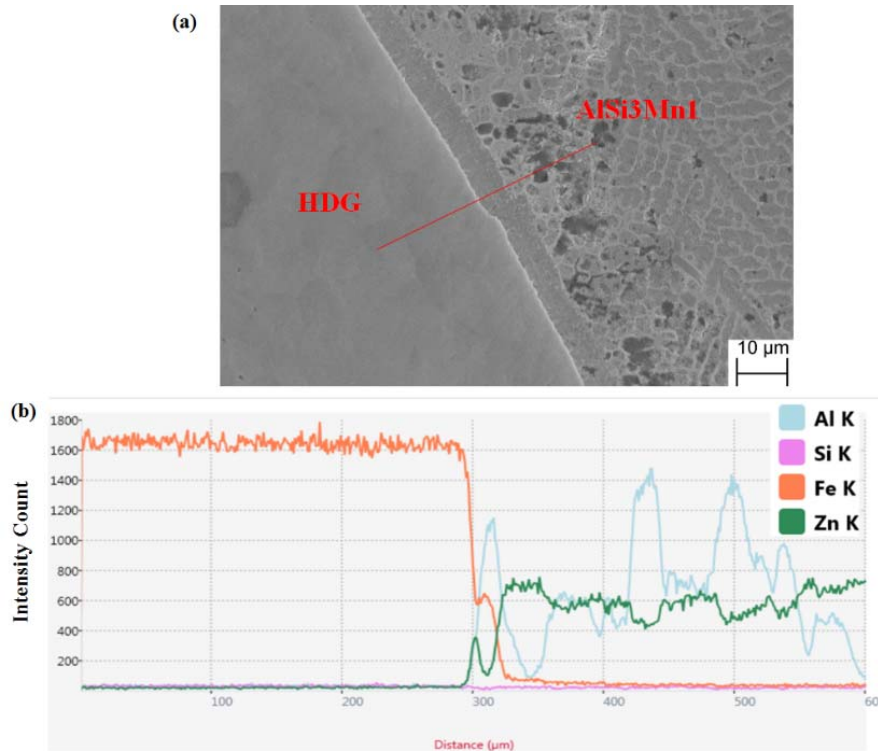 (a)
AlSi3Mn1
HDG
10 µm
(b)
1800
1600
1400
1200
1000
800
600
400
200
100
200
300
400
500
60
Al K
Si K
Fe K
Zn K
Intensity Count
Distance (µm)